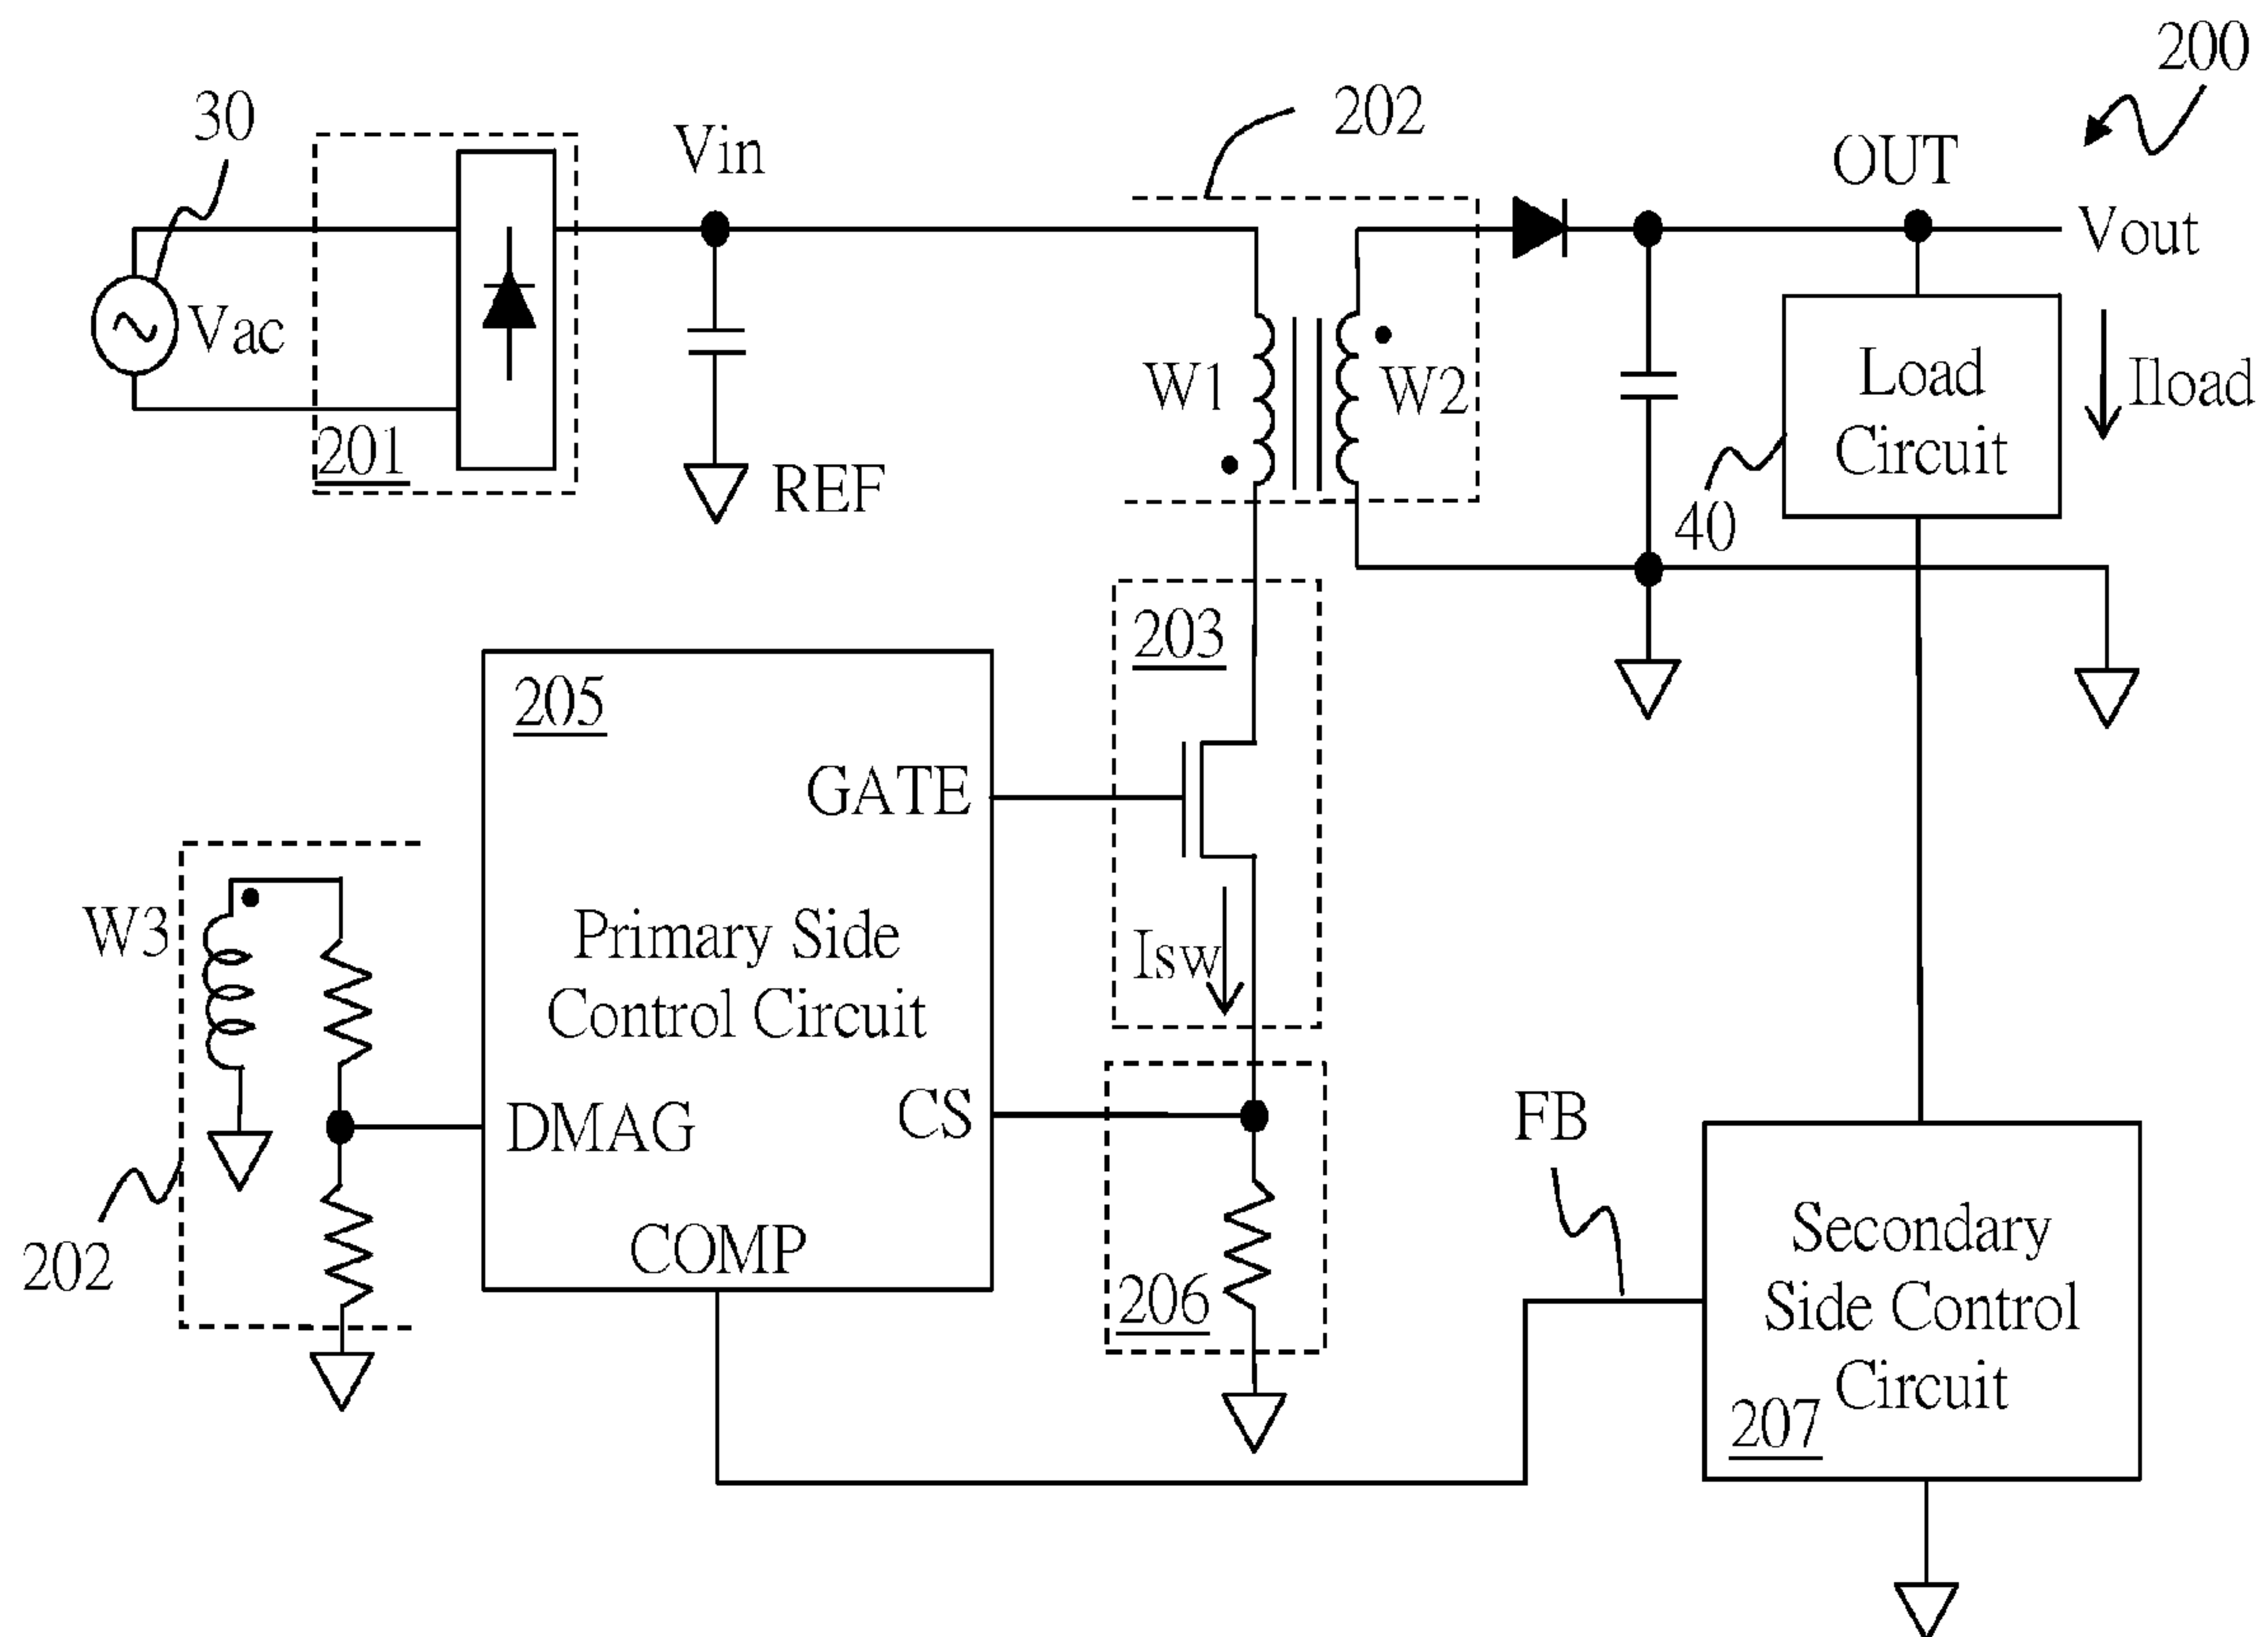 200
30
202
Vin
OUT
Vout
Vac
W1
W2
Load
Circuit
Iload
201
REF
40
203
205
GATE
W3
Primary Side
Control Circuit
Isw
DMAG
CS
FB
COMP
202
206
Secondary
Side Control
Circuit
207